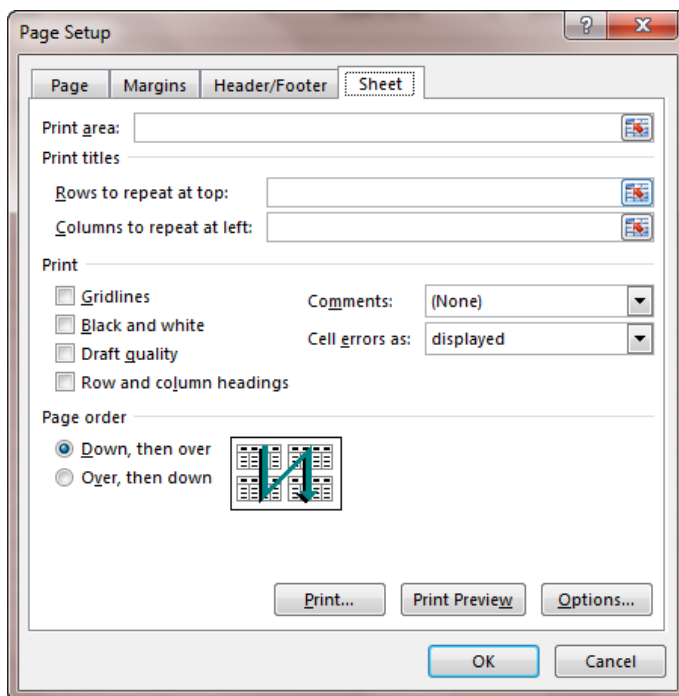 Page Setup
?
Page Margins Header/Footer Sheet
Print area:
Print titles
Rows to repeat at top:
Columns to repeat at left:
Print
Gridlines
Comments: (None)
Black and white
Cell errors as: displayed
Draft quality
Row and column headings
Page order
Down, then over
Over, then down
Print... Print Preview Options...
OK Cancel